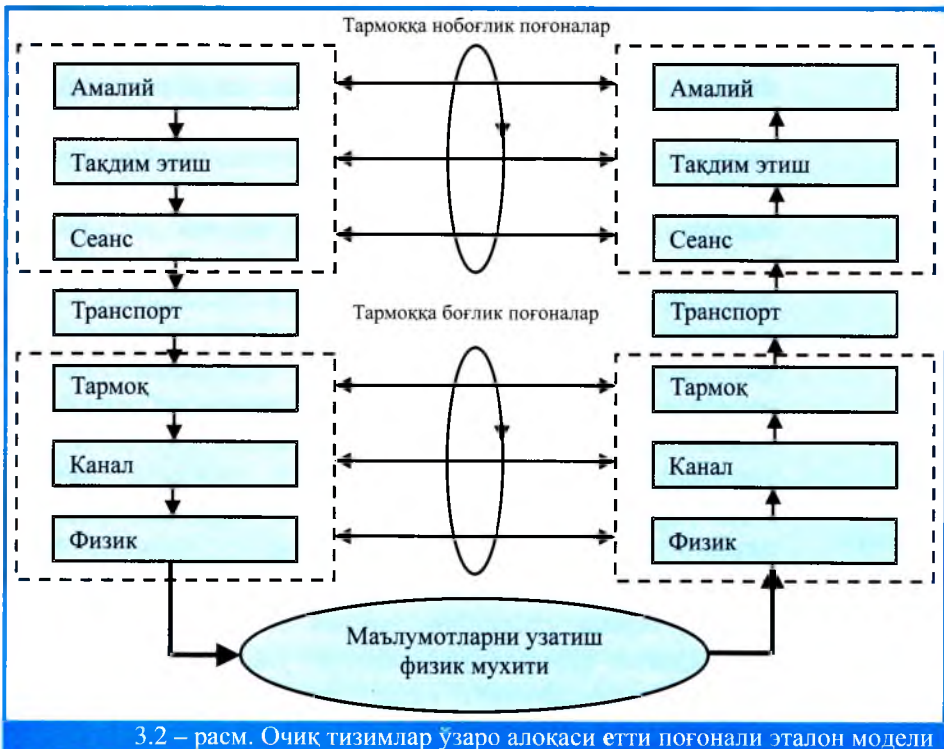 Тармоққа нобоғлик поғоналар
Амалий
Тақдим этиш
Сеанс
Транспорт
Тармоқ
Канал
Физик
Амалий
Тақдим этиш
Сеанс
Транспорт
Тармоқ
Канал
Физик
Тармоққа боғлик поғоналар
Маълумотларни узатиш
физик мухити
3.2 – расм. Очиқ тизимлар ўзаро алоқаси етти поғонали эталон модели